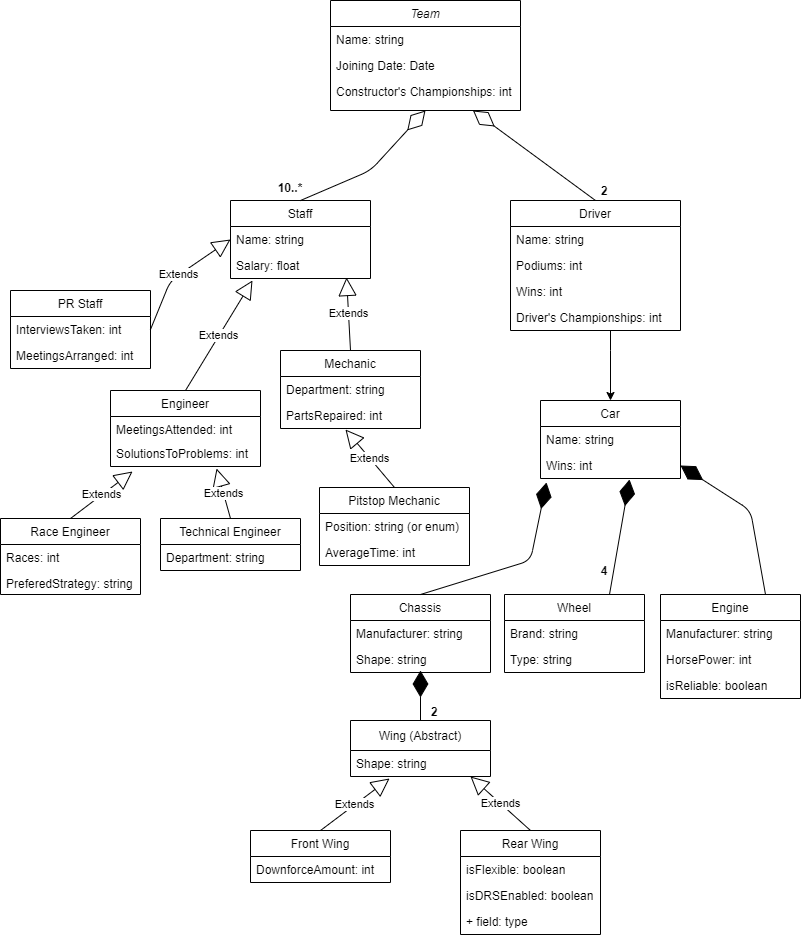 Team
Name: string
Joining Date: Date
Constructor's Championships: int
10..*
2
Staff
Name: string
Salary: float
Driver
Name: string
Podiums: int
Wins: int
Driver's Championships: int
Extends
Extends
Extends
PR Staff
InterviewsTaken: int
MeetingsArranged: int
Mechanic
Department: string
PartsRepaired: int
Engineer
MeetingsAttended: int
SolutionsToProblems: int
Car
Name: string
Wins: int
Extends
Extends
Extends
Pitstop Mechanic
Position: string (or enum)
AverageTime: int
Race Engineer
Races: int
PreferedStrategy: string
Technical Engineer
Department: string
4
Chassis
Manufacturer: string
Shape: string
Wheel
Brand: string
Type: string
Engine
Manufacturer: string
HorsePower: int
isReliable: boolean
2
Wing (Abstract)
Shape: string
Extends
Extends
Front Wing
DownforceAmount: int
Rear Wing
isFlexible: boolean
isDRSEnabled: boolean
+ field: type